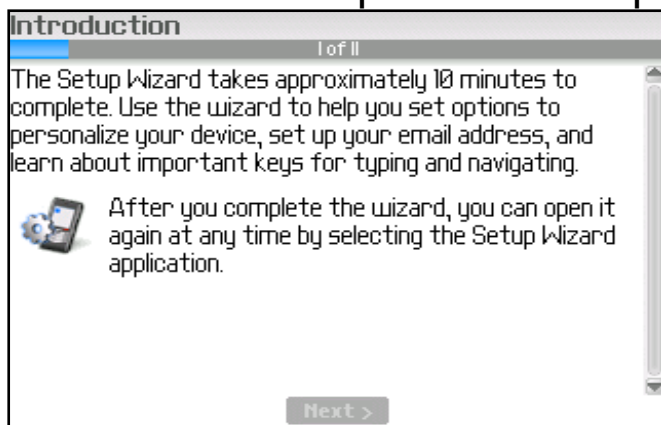 Introduction
1 of 11
The Setup Wizard takes approximately 10 minutes to
complete. Use the wizard to help you set options to
personalize your device, set up your email address, and
learn about important keys for typing and navigating.
After you complete the wizard, you can open it
again at any time by selecting the Setup Wizard
application.
Next >